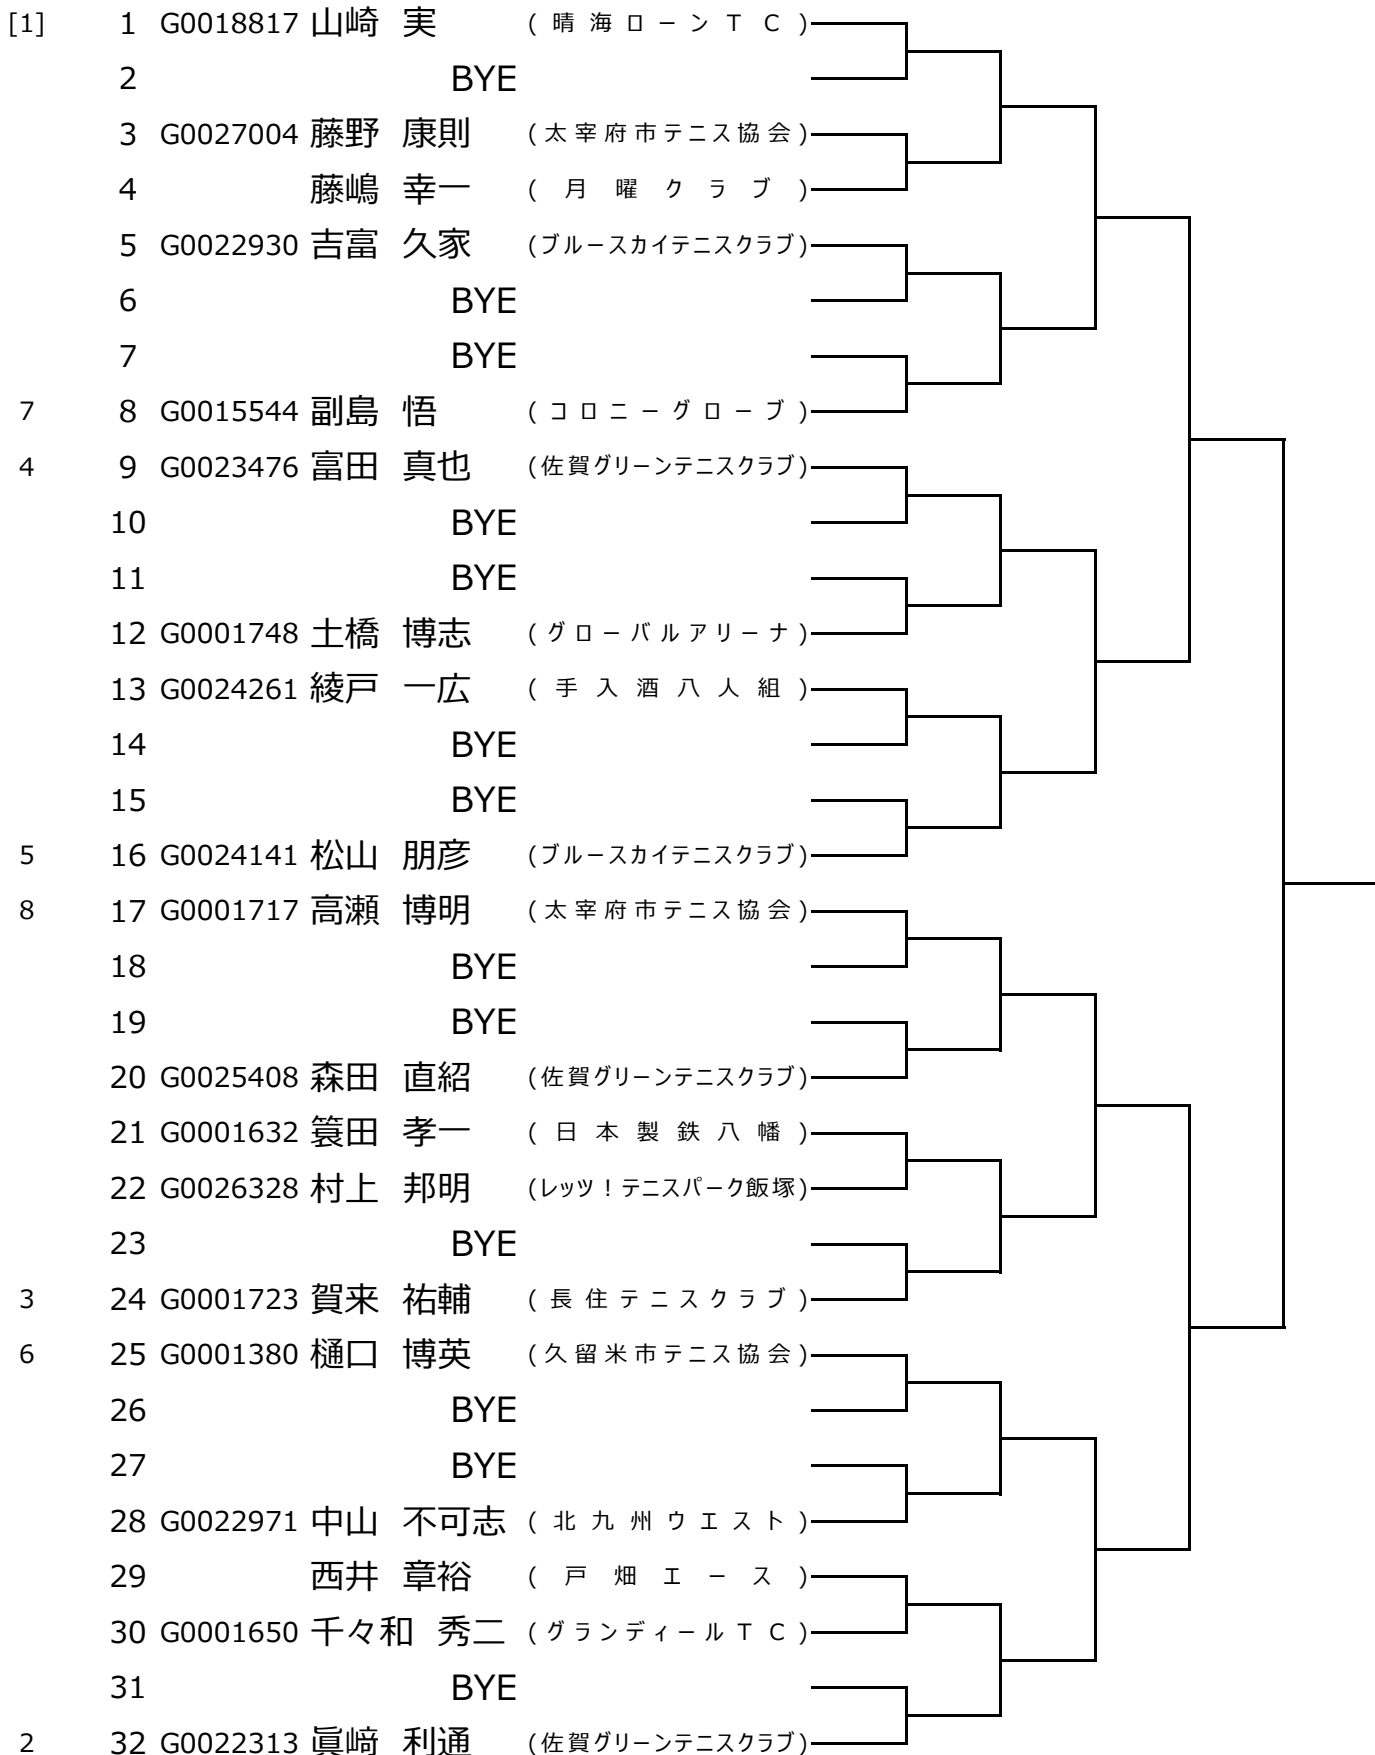 [1] 1 G0018817 山崎 実 (晴海ローンTC)
2 BYE
3 G0027004 藤野 康則 (太宰府市テニス協会)
4 藤嶋 幸一 (月曜クラブ)
5 G0022930 吉富 久家 (ブルースカイテニスクラブ)
6 BYE
7 BYE
7 8 G0015544 副島 悟 (コロニーグローブ)
4 9 G0023476 富田 真也 (佐賀グリーンテニスクラブ)
10 BYE
11 BYE
12 G0001748 土橋 博志 (グローバルアリーナ)
13 G0024261 綾戸 一広 (手入酒八人組)
14 BYE
15 BYE
5 16 G0024141 松山 朋彦 (ブルースカイテニスクラブ)
8 17 G0001717 高瀬 博明 (太宰府市テニス協会)
18 BYE
19 BYE
20 G0025408 森田 直紹 (佐賀グリーンテニスクラブ)
21 G0001632 簑田 孝一 (日本製鉄八幡)
22 G0026328 村上 邦明 (レッツ！テニスパーク飯塚)
23 BYE
3 24 G0001723 賀来 祐輔 (長住テニスクラブ)
6 25 G0001380 樋口 博英 (久留米市テニス協会)
26 BYE
27 BYE
28 G0022971 中山 不可志 (北九州ウエスト)
29 西井 章裕 (戸畑エース)
30 G0001650 千々和 秀二 (グランディールTC)
31 BYE
2 32 G0022313 眞﨑 利通 (佐賀グリーンテニスクラブ)